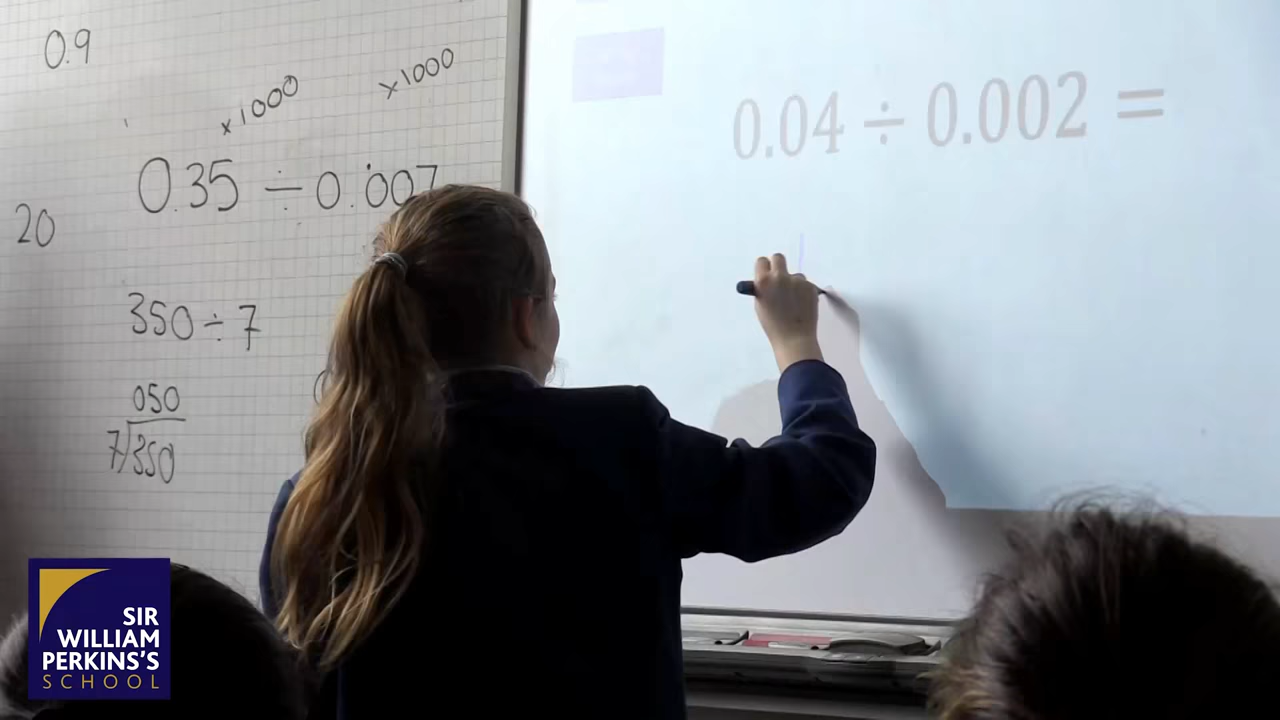 0.9
×1000 ×1000
0.35 ÷ 0.007
20
350 ÷ 7
050
7)350
0.04 ÷ 0.002 =
SIR
WILLIAM
PERKINS'S
SCHOOL